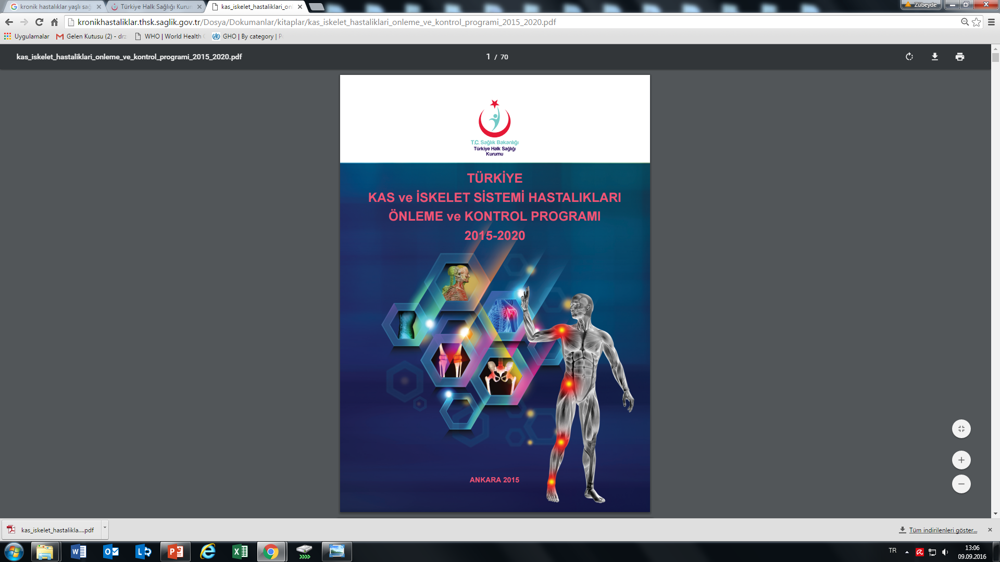 kronik hastalıklar yaşlı sağ
Türkiye Halk Sağlığı Kurun
kas_iskelet_hastaliklari_onl
Zübeyde
kronikhastaliklar.thsk.saglik.gov.tr/Dosya/Dokumanlar/kitaplar/kas_iskelet_hastaliklari_onleme_ve_kontrol_programi_2015_2020.pdf
Uygulamalar
Gelen Kutusu (2) - drz
WHO | World Health
GHO | By category |
kas_iskelet_hastaliklari_onleme_ve_kontrol_programi_2015_2020.pdf
1 / 70
T.C. Sağlık Bakanlığı
Türkiye Halk Sağlığı
Kurumu
TÜRKİYE
KAS ve İSKELET SİSTEMİ HASTALIKLARI
ÖNLEME ve KONTROL PROGRAMI
2015-2020
ANKARA 2015
kas_iskelet_hastalikla....pdf
Tüm indirilenleri göster...
TR
13:06
09.09.2016